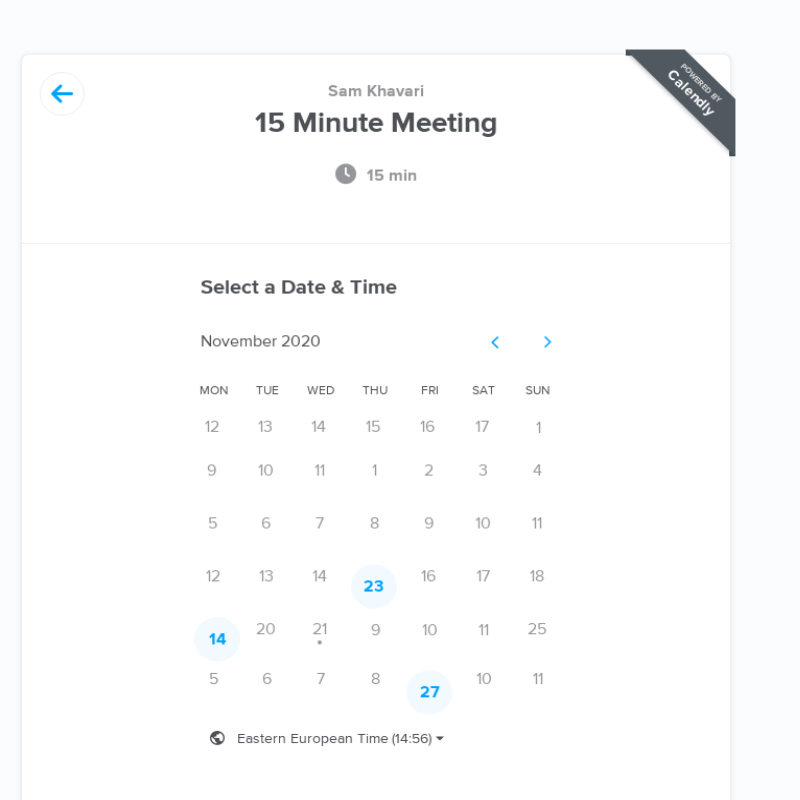 Sam Khavari
15 Minute Meeting
POWERED BY
Calendly
15 min
Select a Date & Time
November 2020
MON TUE WED THU FRI SAT SUN
12 13 14 15 16 17 1
9 10 11 1 2 3 4
5 6 7 8 9 10 11
12 13 14 23 16 17 18
14 20 21 9 10 11 25
5 6 7 8 27 10 11
Eastern European Time (14:56)